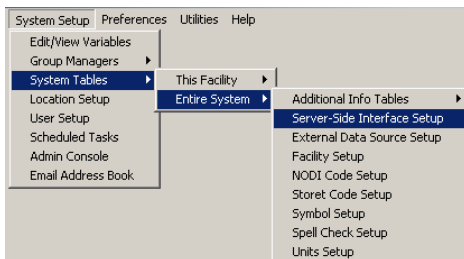 System Setup Preferences Utilities Help
Edit/View Variables
Group Managers
System Tables
Location Setup
User Setup
Scheduled Tasks
Admin Console
Email Address Book
This Facility
Entire System
Additional Info Tables
Server-Side Interface Setup
External Data Source Setup
Facility Setup
NODI Code Setup
Storet Code Setup
Symbol Setup
Spell Check Setup
Units Setup